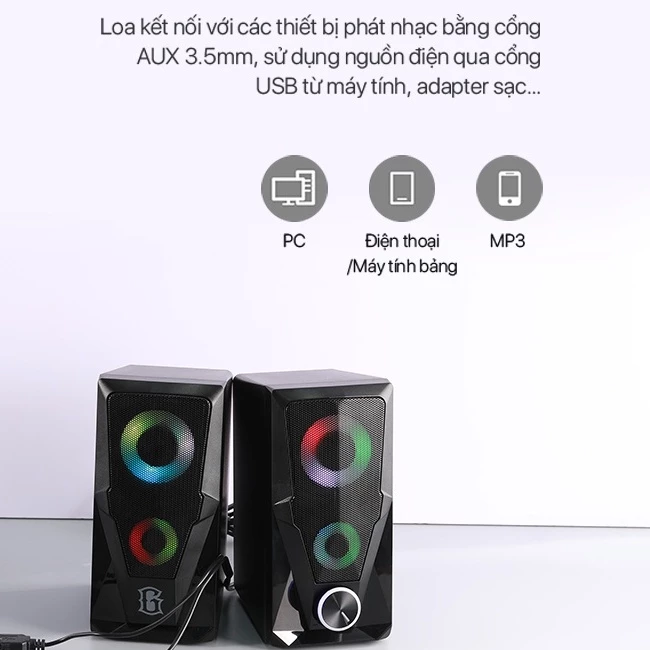 Loa kết nối với các thiết bị phát nhạc bằng cổng
AUX 3.5mm, sử dụng nguồn điện qua cổng
USB từ máy tính, adapter sạc...
PC
Điện thoại
/Máy tính bảng
MP3